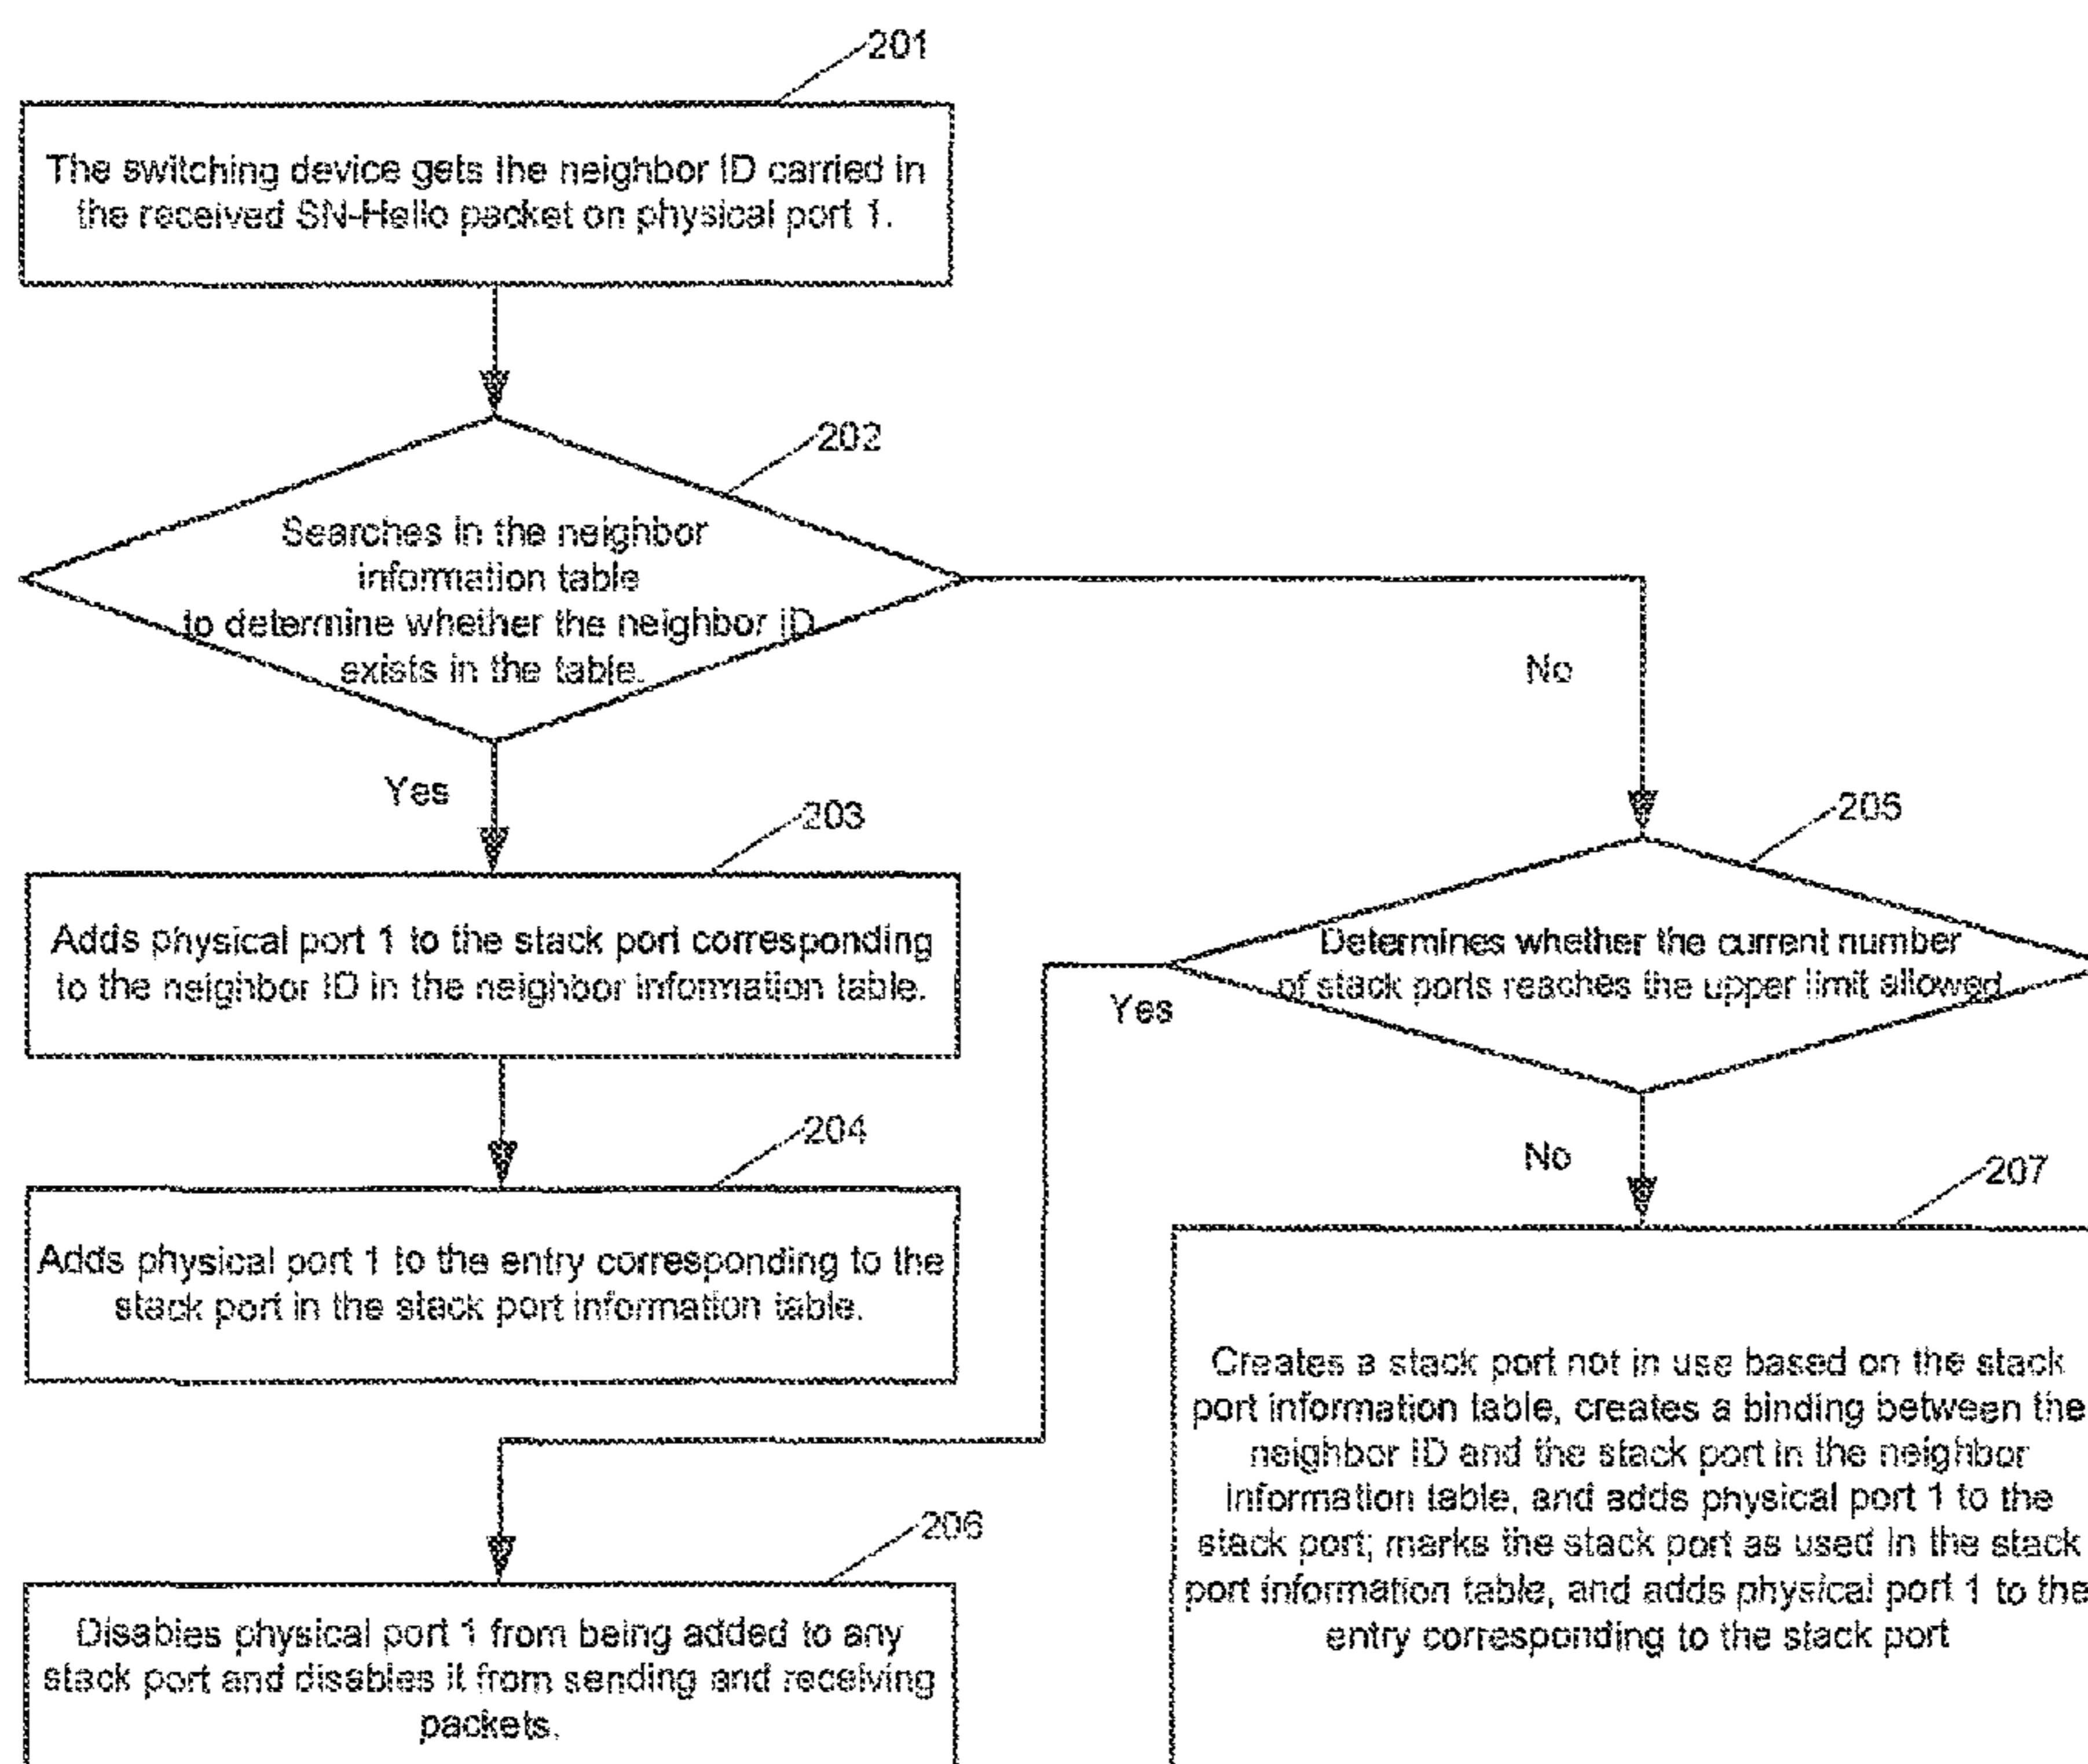 201
The switching device gets the neighbor ID carried in
the received SN-Hello packet on physical port 1.
202
Searches in the neighbor
information table
to determine whether the neighbor ID
exists in the table.
No
Yes
203
Adds physical port 1 to the stack port corresponding
to the neighbor ID in the neighbor information table.
205
Determines whether the current number
of stack ports reaches the upper limit allowed
Yes
No
204
Adds physical port 1 to the entry corresponding to the
stack port in the stack port information table.
207
Creates a stack port not in use based on the stack
port information table, creates a binding between the
neighbor ID and the stack port in the neighbor
information table, and adds physical port 1 to the
stack port; marks the stack port as used in the stack
port information table, and adds physical port 1 to the
entry corresponding to the stack port
206
Disables physical port 1 from being added to any
stack port and disables it from sending and receiving
packets.